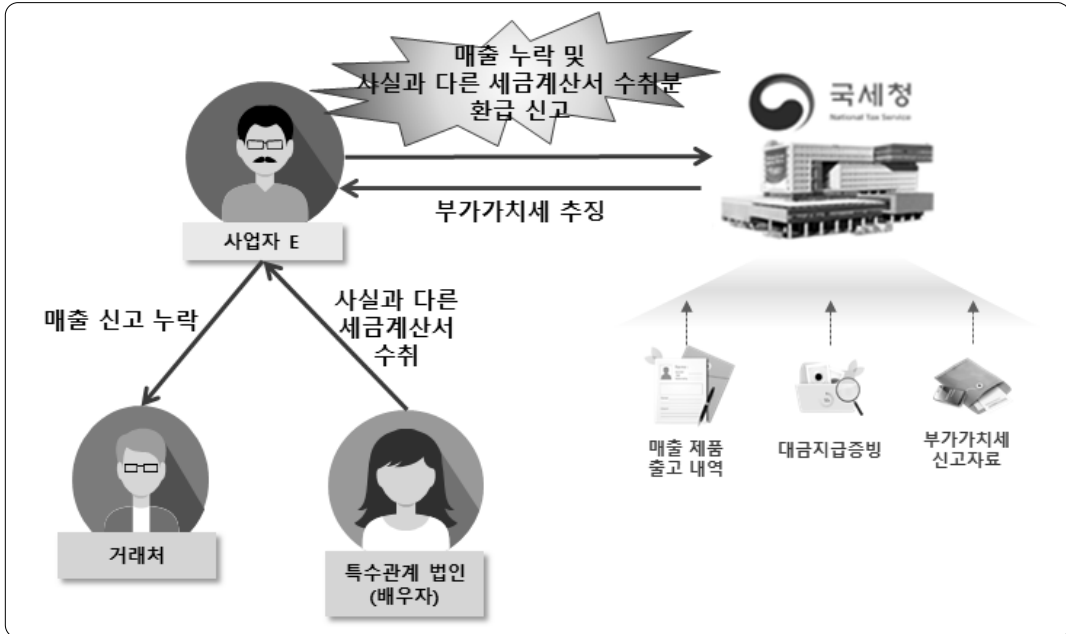 매출 누락 및
사실과 다른 세금계산서 수취분
환급 신고
국세청
National Tax Service
부가가치세 추징
사업자 E
매출 신고 누락
사실과 다른
세금계산서
수취
매출 제품
출고 내역
대금지급증빙
부가가치세
신고자료
거래처
특수관계 법인
(배우자)